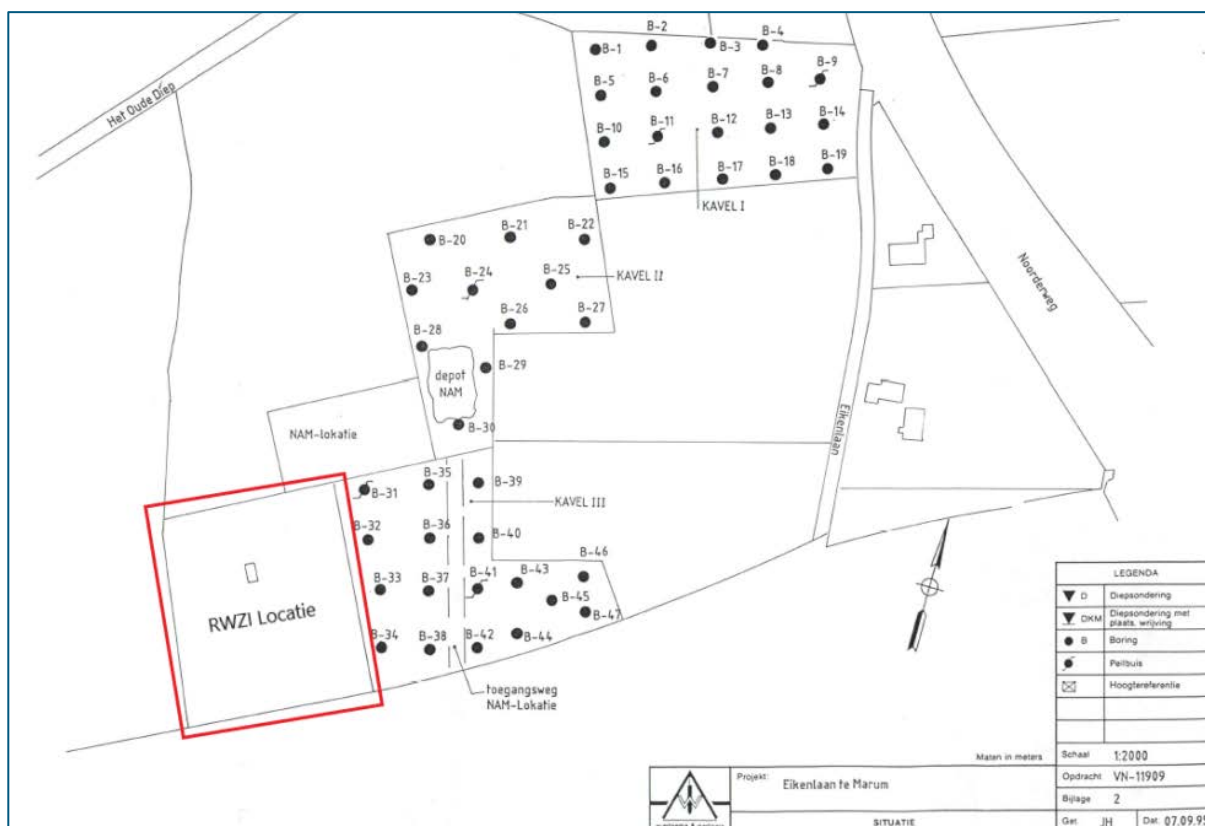 B-2
B-4
B-1
B-3
B-9
B-5
B-6
B-7
B-8
B-10
B-11
B-12
B-13
B-14
B-15
B-16
B-17
B-18
B-19
KAVEL I
Het Oude Diep
B-20
B-21
B-22
B-23
B-24
B-25
KAVEL II
B-26
B-27
B-28
B-29
depot
NAM
B-30
Noorderweg
Eikenlaan
NAM-lokatie
B-31
B-35
B-39
KAVEL III
B-32
B-36
B-40
B-33
B-37
B-41
B-43
B-46
B-45
B-47
B-34
B-38
B-42
B-44
RWZI Locatie
toegangsweg
NAM-Lokatie
LEGENDA
D Diepsondering
DKM Diepsondering met
plaats. wrijving
B Boring
Peilbuis
Hoogtereferentie
Maten in meters
Schaal 1:2000
Projekt: Eikenlaan te Marum
Opdracht VN-11909
Bijlage 2
SITUATIE
Get. JH Dat. 07.09.95